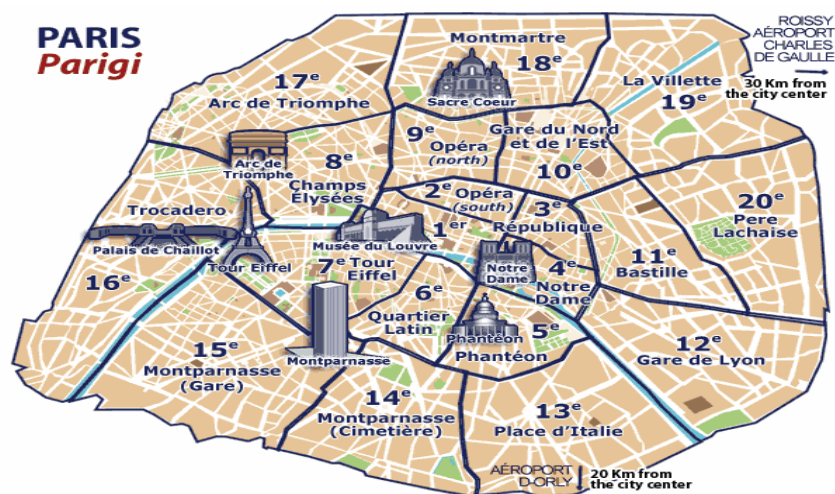 PARIS
Parigi
ROISSY
AÉROPORT
CHARLES
DE GAULLE
30 Km from
the city center
17e
Arc de Triomphe
Montmartre
18e
Sacre Coeur
La Villette
19e
Arc de
Triomphe
8e
Champs
Élysées
9e
Opéra
(north)
Gare du Nord
et de l'Est
10e
2e Opéra
(south)
3e
République
20e
Pere
Lachaise
Trocadero
Palais de Chaillot
Tour Eiffel
16e
Musée du Louvre
1er
7e Tour
Eiffel
Notre
Dame
4e
Notre
Dame
11e
Bastille
6e
Quartier
Latin
Phantéon
5e
Phantéon
12e
Gare de Lyon
15e
Montparnasse
(Gare)
Montparnasse
14e
Montparnasse
(Cimetière)
13e
Place d'Italie
AÉROPORT
D-ORLY
20 Km from
the city center